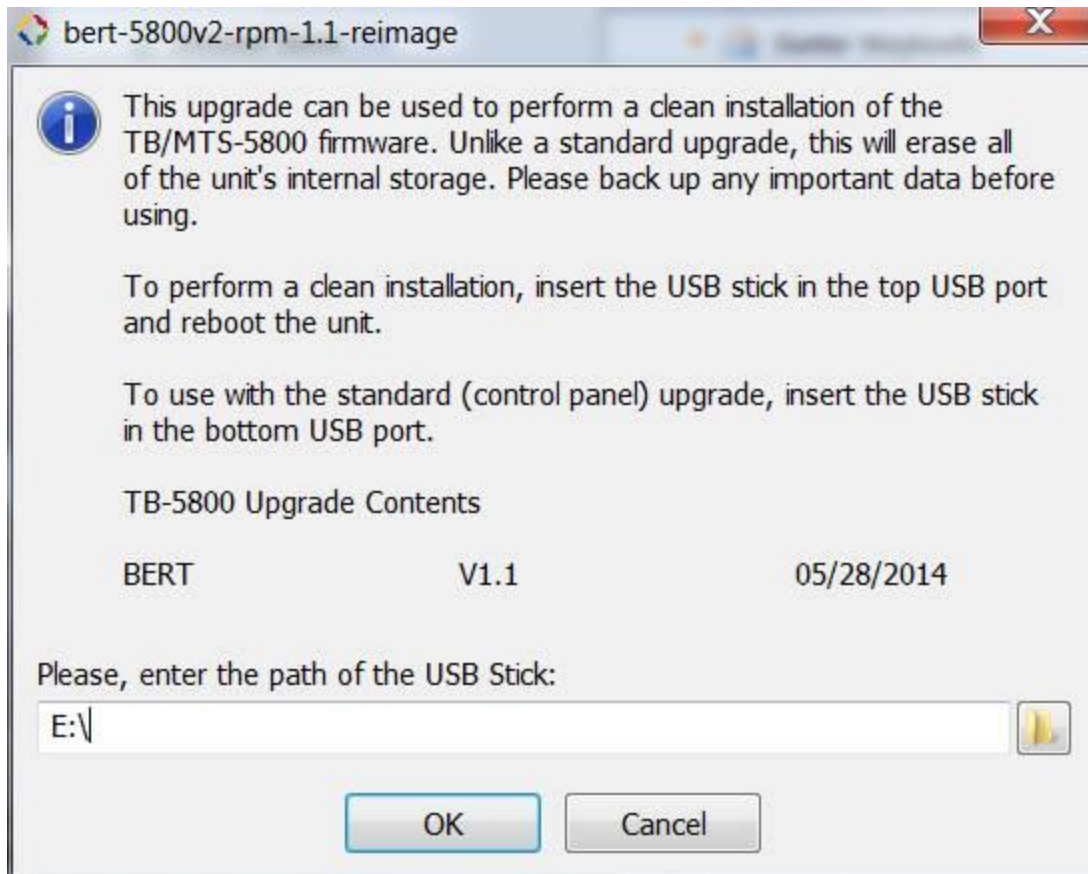 bert-5800v2-rpm-1.1-reimage
This upgrade can be used to perform a clean installation of the
TB/MTS-5800 firmware. Unlike a standard upgrade, this will erase all
of the unit's internal storage. Please back up any important data before
using.
To perform a clean installation, insert the USB stick in the top USB port
and reboot the unit.
To use with the standard (control panel) upgrade, insert the USB stick
in the bottom USB port.
TB-5800 Upgrade Contents
BERT V1.1 05/28/2014
Please, enter the path of the USB Stick:
E:\
OK Cancel